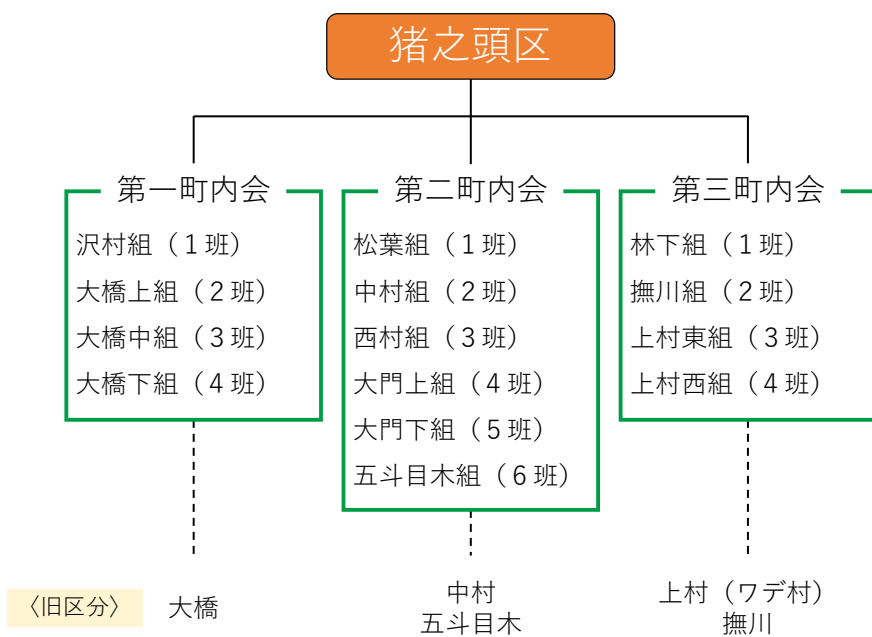 猪之頭区
第一町内会
沢村組（１班）
大橋上組（２班）
大橋中組（３班）
大橋下組（４班）
第二町内会
松葉組（１班）
中村組（２班）
西村組（３班）
大門上組（４班）
大門下組（５班）
五斗目木組（６班）
第三町内会
林下組（１班）
撫川組（２班）
上村東組（３班）
上村西組（４班）
〈旧区分〉
大橋
中村
五斗目木
上村（ワデ村）
撫川